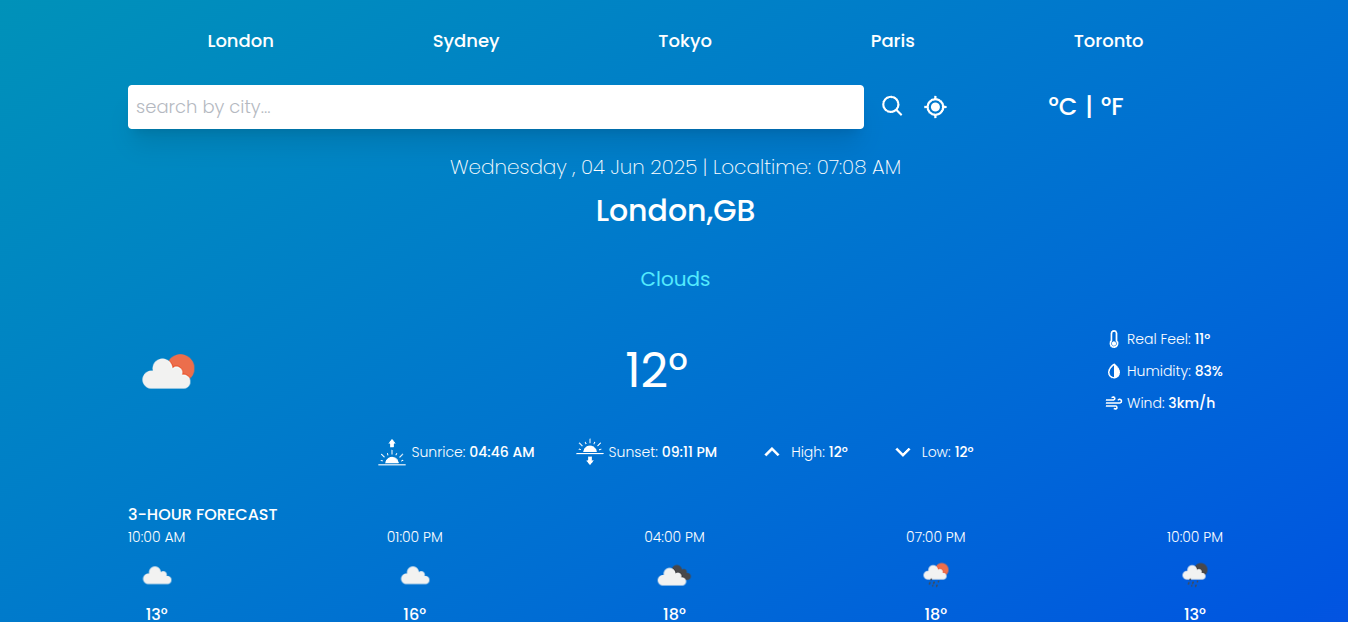 London Sydney Tokyo Paris Toronto
search by city... °C | °F
Wednesday , 04 Jun 2025 | Localtime: 07:08 AM
London,GB
Clouds
12°
Real Feel: 11°
Humidity: 83%
Wind: 3km/h
Sunrice: 04:46 AM Sunset: 09:11 PM High: 12° Low: 12°
3-HOUR FORECAST
10:00 AM 01:00 PM 04:00 PM 07:00 PM 10:00 PM
13° 16° 18° 18° 13°